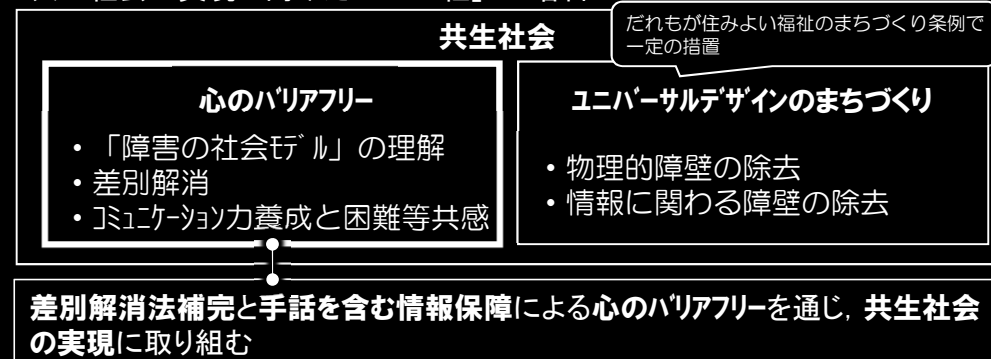 共生社会
だれもが住みよい福祉のまちづくり条例で
一定の措置
心のﾊﾞﾘｱﾌﾘｰ
・「障害の社会ﾓﾃﾞﾙ」の理解
・差別解消
・ｺﾐｭﾆｹｰｼｮﾝ力養成と困難等共感
ﾕﾆﾊﾞｰｻﾙﾃﾞｻﾞｲﾝのまちづくり
・物理的障壁の除去
・情報に関わる障壁の除去
差別解消法補完と手話を含む情報保障による心のﾊﾞﾘｱﾌﾘｰを通じ, 共生社会
の実現に取り組む